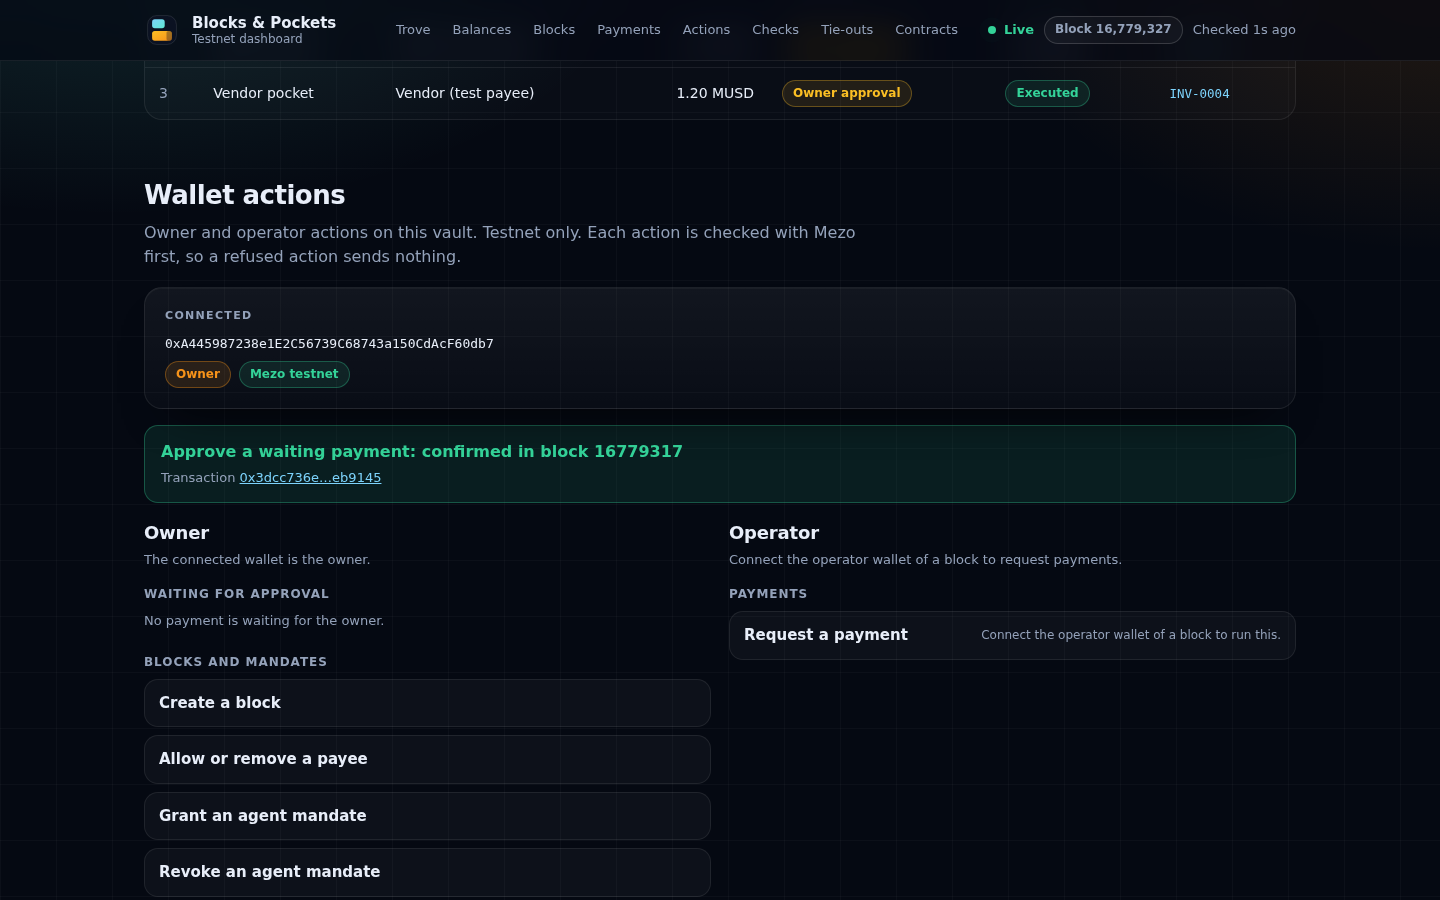 Blocks & Pockets
Testnet dashboard
Trove Balances Blocks Payments Actions Checks Tie-outs Contracts Live Block 16,779,327 Checked 1s ago
3 Vendor pocket Vendor (test payee) 1.20 MUSD Owner approval Executed INV-0004
Wallet actions
Owner and operator actions on this vault. Testnet only. Each action is checked with Mezo
first, so a refused action sends nothing.
CONNECTED
0xA445987238e1E2C56739C68743a150CdAcF60db7
Owner Mezo testnet
Approve a waiting payment: confirmed in block 16779317
Transaction 0x3dcc736e…eb9145
Owner
The connected wallet is the owner.
WAITING FOR APPROVAL
No payment is waiting for the owner.
BLOCKS AND MANDATES
Create a block
Allow or remove a payee
Grant an agent mandate
Revoke an agent mandate
Operator
Connect the operator wallet of a block to request payments.
PAYMENTS
Request a payment Connect the operator wallet of a block to run this.